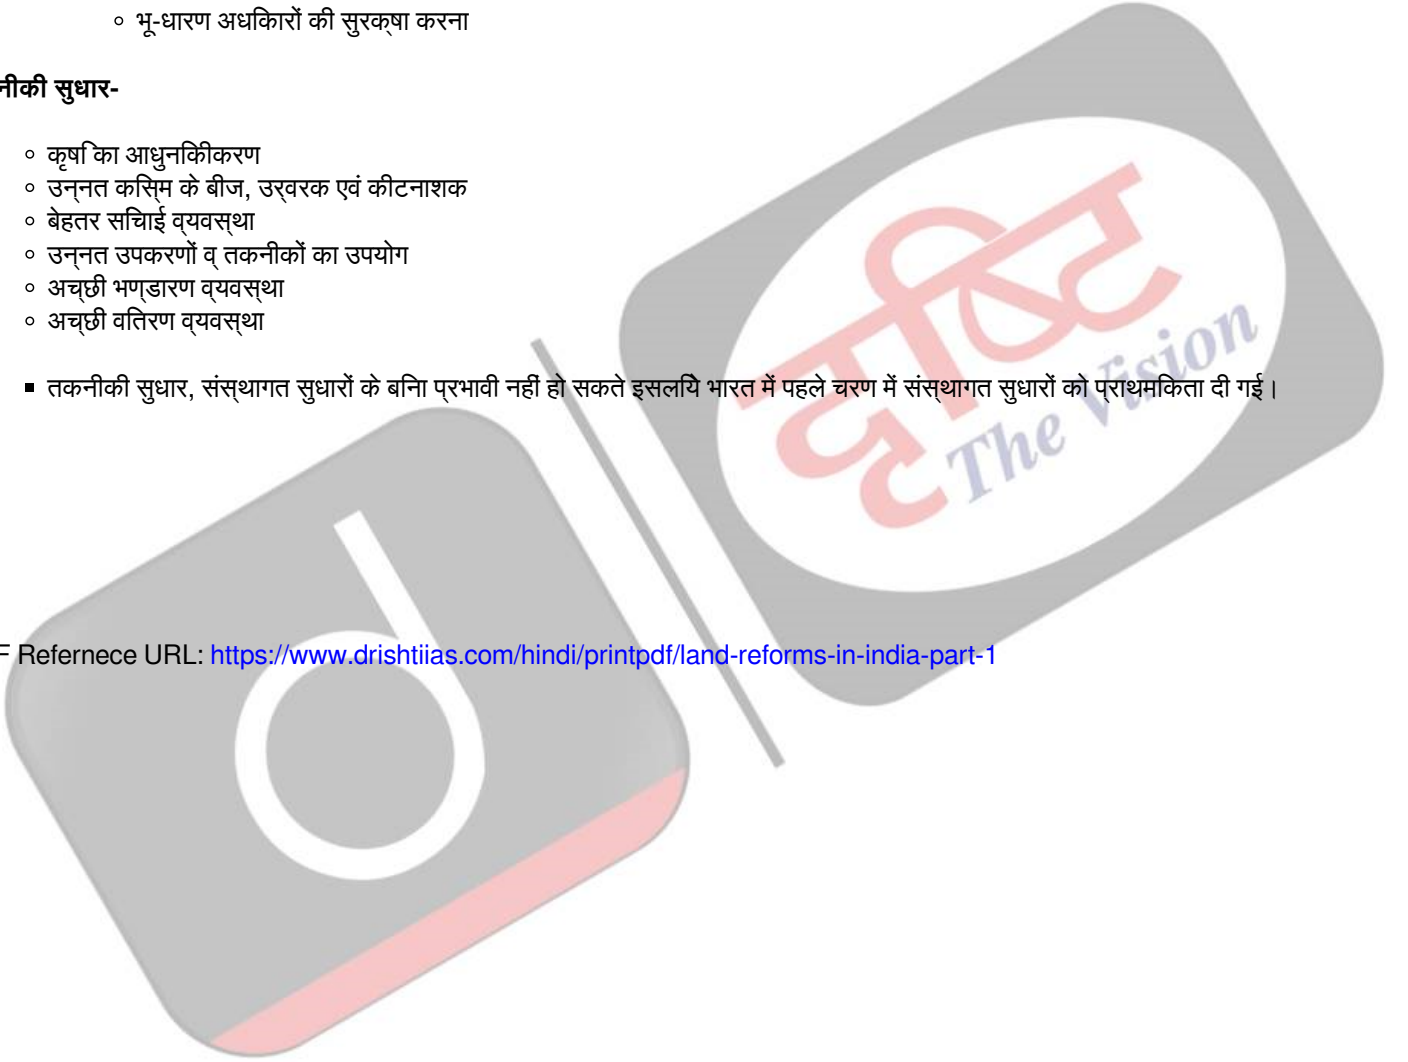 भू-धारण अधिकारों की सुरक्षा करना
नीकी सुधार-
कृषि का आधुनिकीकरण
उन्नत किस्म के बीज, उर्वरक एवं कीटनाशक
बेहतर सिंचाई व्यवस्था
उन्नत उपकरणों व् तकनीकों का उपयोग
अच्छी भण्डारण व्यवस्था
अच्छी वितरण व्यवस्था
तकनीकी सुधार, संस्थागत सुधारों के बिना प्रभावी नहीं हो सकते इसलिये भारत में पहले चरण में संस्थागत सुधारों को प्राथमिकता दी गई।
दृष्टि
The Vision
F Refernece URL: https://www.drishtiias.com/hindi/printpdf/land-reforms-in-india-part-1
d